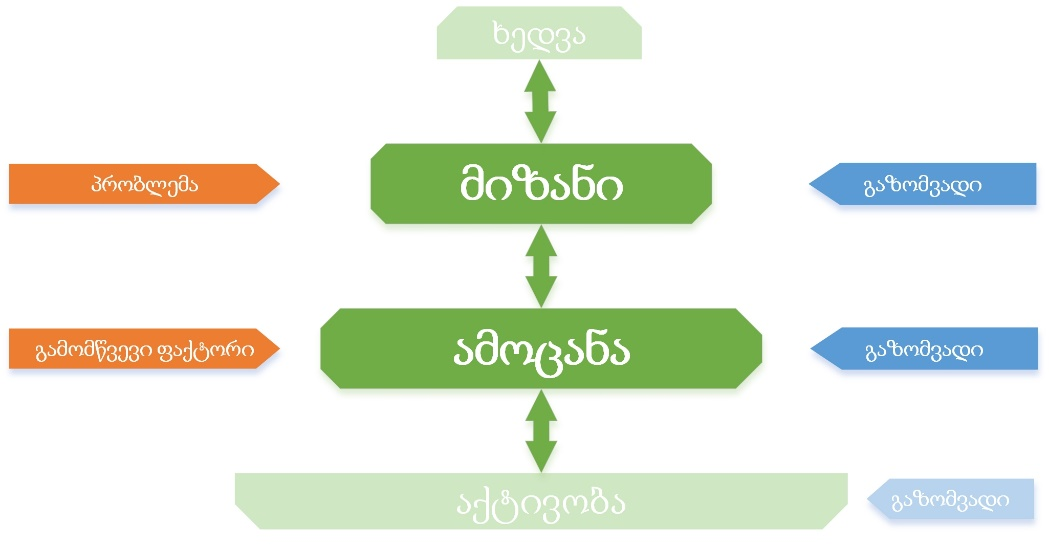 ხედვა
პრობლემა
მიზანი
გაზომვადი
გამომწვევი ფაქტორი
ამოცანა
გაზომვადი
აქტივობა
გაზომვადი